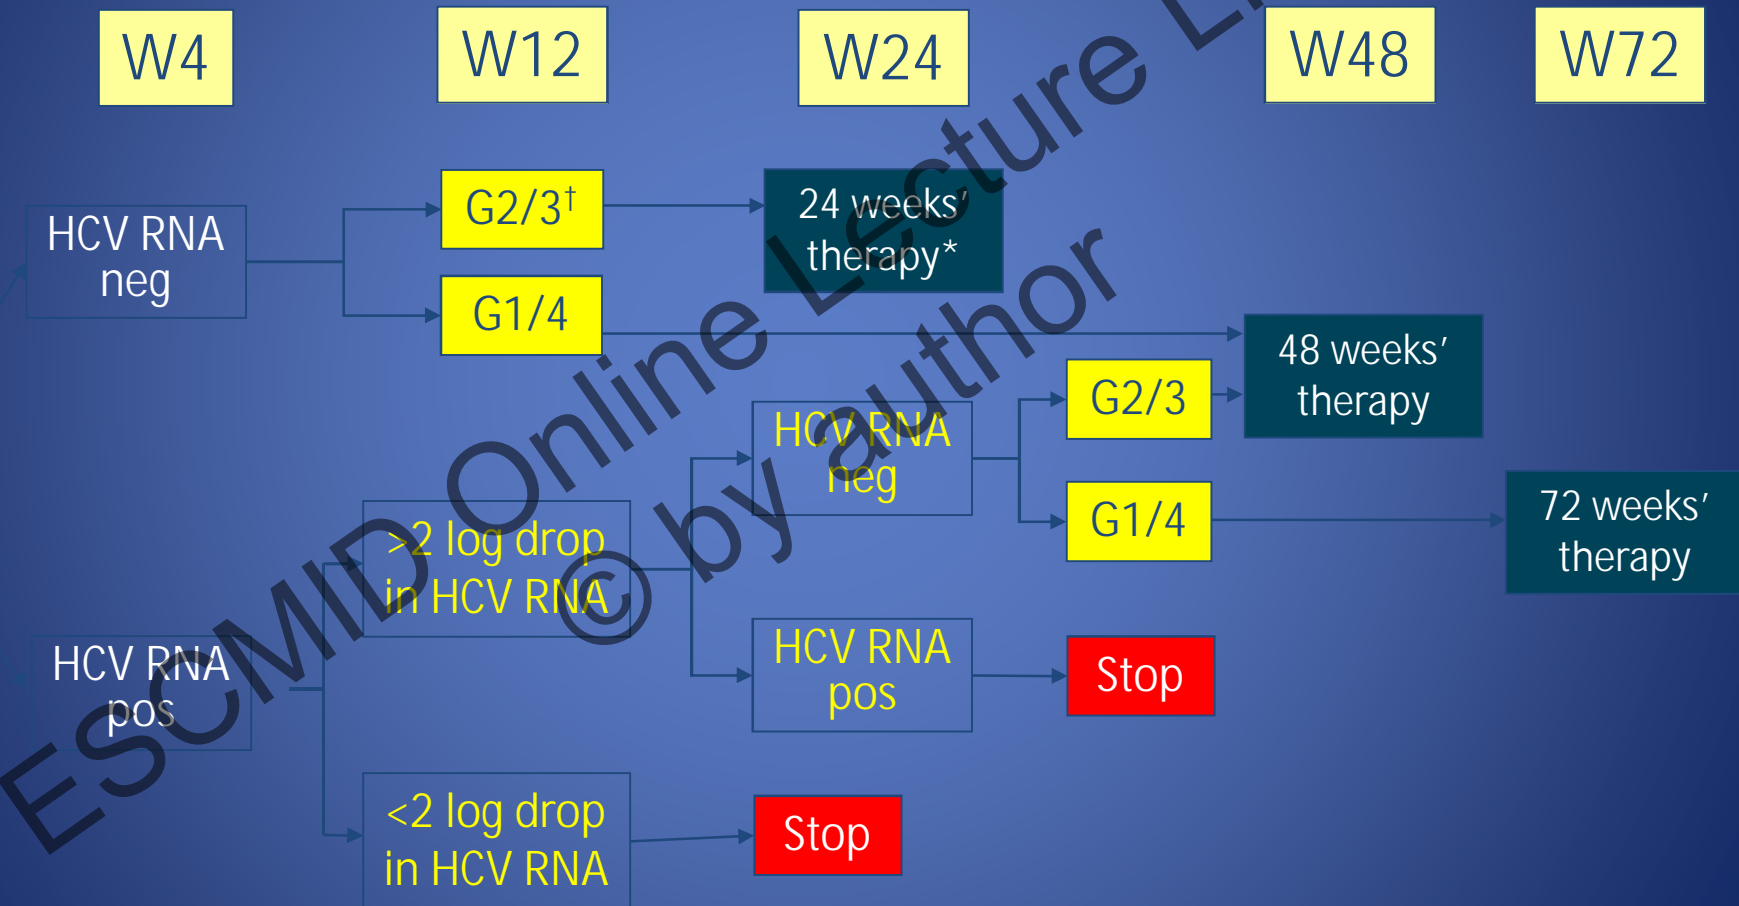 W4
W12
W24
W48
W72
HCV RNA
neg
G2/3†
G1/4
24 weeks’
therapy*
48 weeks’
therapy
HCV RNA
neg
G2/3
G1/4
72 weeks’
therapy
>2 log drop
in HCV RNA
HCV RNA
pos
HCV RNA
pos
Stop
<2 log drop
in HCV RNA
Stop
ESCMID Online Lecture
© by author